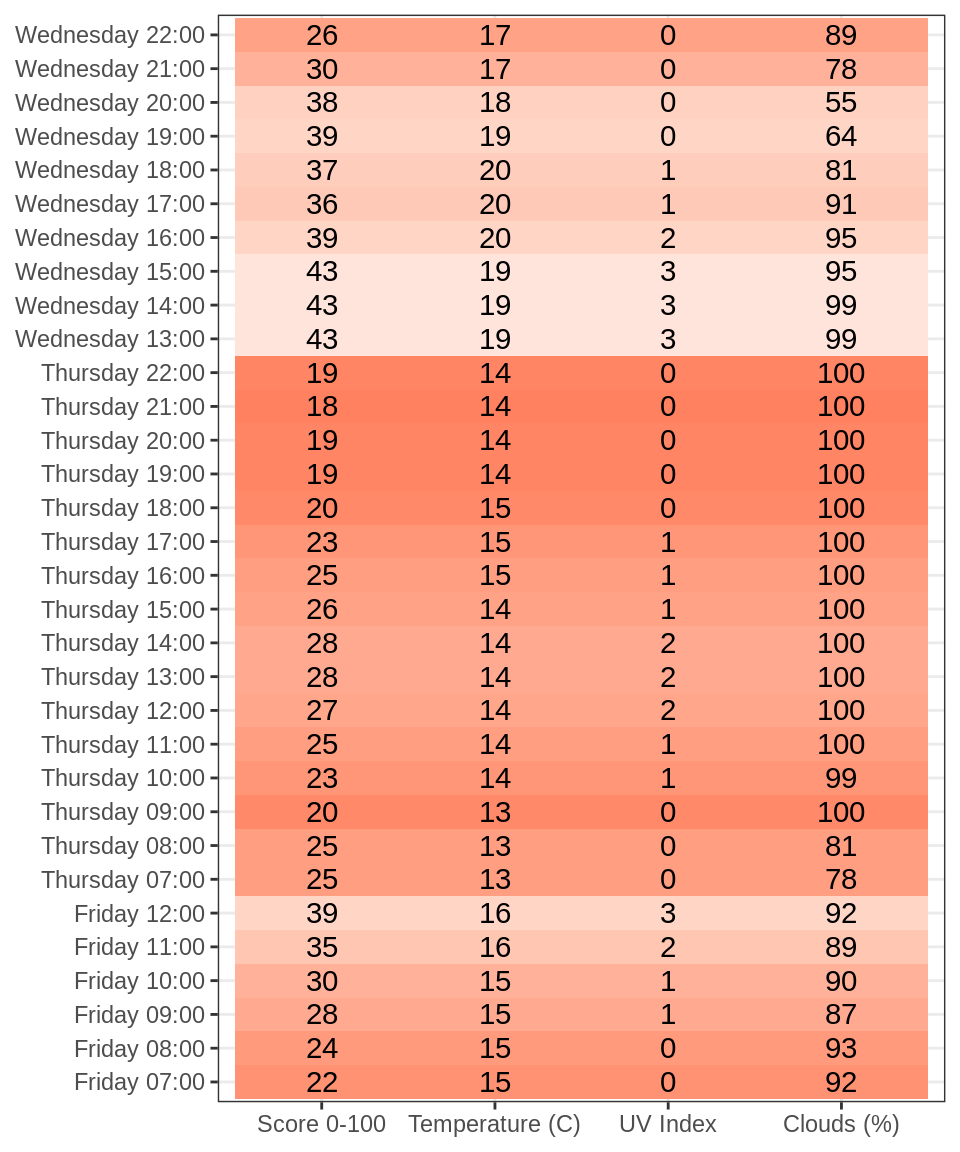 Wednesday 22:00 26 17 0 89
Wednesday 21:00 30 17 0 78
Wednesday 20:00 38 18 0 55
Wednesday 19:00 39 19 0 64
Wednesday 18:00 37 20 1 81
Wednesday 17:00 36 20 1 91
Wednesday 16:00 39 20 2 95
Wednesday 15:00 43 19 3 95
Wednesday 14:00 43 19 3 99
Wednesday 13:00 43 19 3 99
Thursday 22:00 19 14 0 100
Thursday 21:00 18 14 0 100
Thursday 20:00 19 14 0 100
Thursday 19:00 19 14 0 100
Thursday 18:00 20 15 0 100
Thursday 17:00 23 15 1 100
Thursday 16:00 25 15 1 100
Thursday 15:00 26 14 1 100
Thursday 14:00 28 14 2 100
Thursday 13:00 28 14 2 100
Thursday 12:00 27 14 2 100
Thursday 11:00 25 14 1 100
Thursday 10:00 23 14 1 99
Thursday 09:00 20 13 0 100
Thursday 08:00 25 13 0 81
Thursday 07:00 25 13 0 78
Friday 12:00 39 16 3 92
Friday 11:00 35 16 2 89
Friday 10:00 30 15 1 90
Friday 09:00 28 15 1 87
Friday 08:00 24 15 0 93
Friday 07:00 22 15 0 92
Score 0-100 Temperature (C) UV Index Clouds (%)